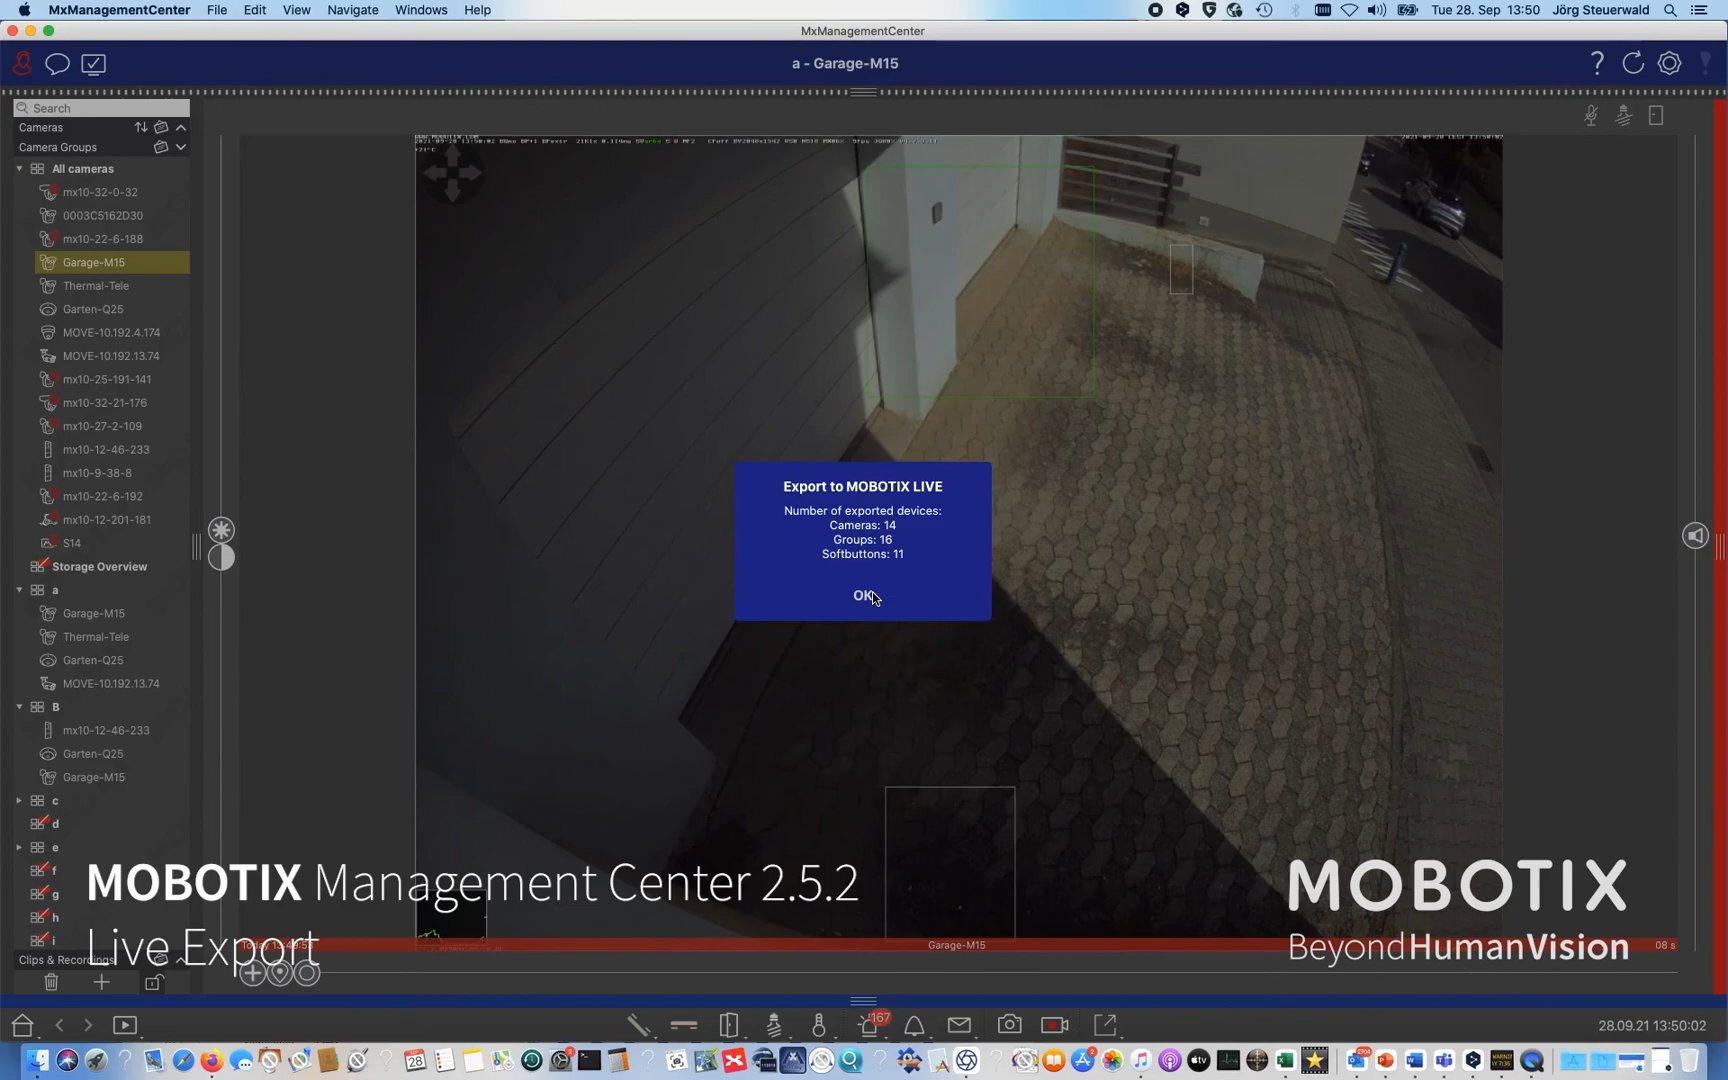 MxManagementCenter File Edit View Navigate Windows Help
Tue 28. Sep 13:50 Jörg Steuerwald
MxManagementCenter
a - Garage-M15
Search
Cameras
Camera Groups
All cameras
mx10-32-0-32
0003C5162D30
mx10-22-6-188
Garage-M15
Thermal-Tele
Garten-Q25
MOVE-10.192.4.174
MOVE-10.192.13.74
mx10-25-191-141
mx10-32-21-176
mx10-27-2-109
mx10-12-46-233
mx10-9-38-8
mx10-22-6-192
mx10-12-201-181
S14
Storage Overview
a
Garage-M15
Thermal-Tele
Garten-Q25
MOVE-10.192.13.74
B
mx10-12-46-233
Garten-Q25
Garage-M15
c
d
e
f
g
h
i
Clips & Recordings
Export to MOBOTIX LIVE
Number of exported devices:
Cameras: 14
Groups: 16
Softbuttons: 11
OK
MOBOTIX Management Center 2.5.2
Live Export
MOBOTIX
BeyondHumanVision
Garage-M15
08 s
167
28.09.21 13:50:02